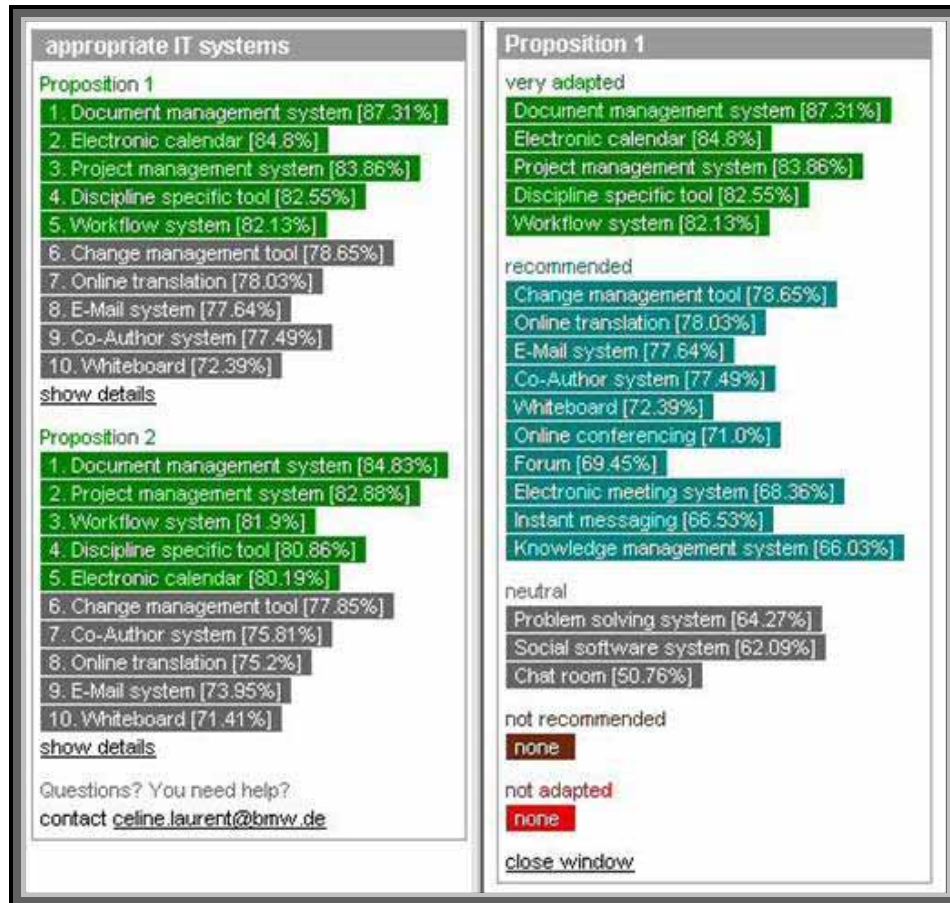 appropriate IT systems
Proposition 1
1. Document management system [87.31%]
2. Electronic calendar [84.8%]
3. Project management system [83.86%]
4. Discipline specific tool [82.55%]
5. Workflow system [82.13%]
6. Change management tool [78.65%]
7. Online translation [78.03%]
8. E-Mail system [77.64%]
9. Co-Author system [77.49%]
10. Whiteboard [72.39%]
show details
Proposition 2
1. Document management system [84.83%]
2. Project management system [82.88%]
3. Workflow system [81.9%]
4. Discipline specific tool [80.86%]
5. Electronic calendar [80.19%]
6. Change management tool [77.85%]
7. Co-Author system [75.81%]
8. Online translation [75.2%]
9. E-Mail system [73.95%]
10. Whiteboard [71.41%]
show details
Questions? You need help?
contact celine.laurent@bmw.de
Proposition 1
very adapted
Document management system [87.31%]
Electronic calendar [84.8%]
Project management system [83.86%]
Discipline specific tool [82.55%]
Workflow system [82.13%]
recommended
Change management tool [78.65%]
Online translation [78.03%]
E-Mail system [77.64%]
Co-Author system [77.49%]
Whiteboard [72.39%]
Online conferencing [71.0%]
Forum [69.45%]
Electronic meeting system [68.36%]
Instant messaging [66.53%]
Knowledge management system [66.03%]
neutral
Problem solving system [64.27%]
Social software system [62.09%]
Chat room [50.76%]
not recommended
none
not adapted
none
close window